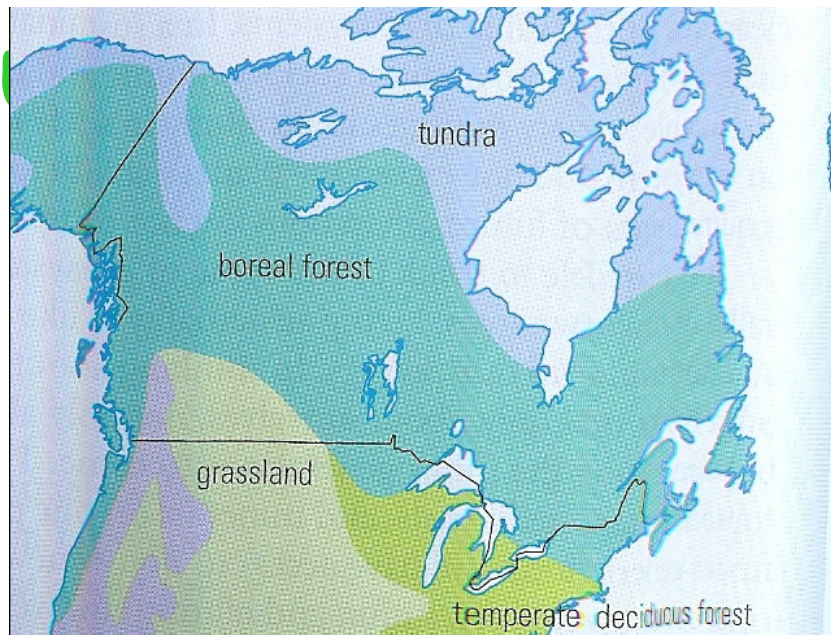 tundra
boreal forest
grassland
temperate deciduous forest